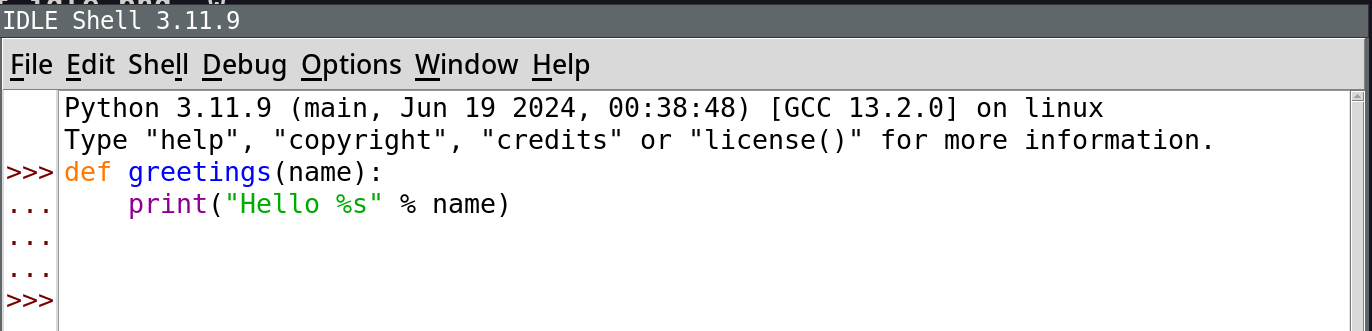 IDLE Shell 3.11.9
File Edit Shell Debug Options Window Help
Python 3.11.9 (main, Jun 19 2024, 00:38:48) [GCC 13.2.0] on linux
Type "help", "copyright", "credits" or "license()" for more information.
>>> def greetings(name):
...     print("Hello %s" % name)
...
...
>>>